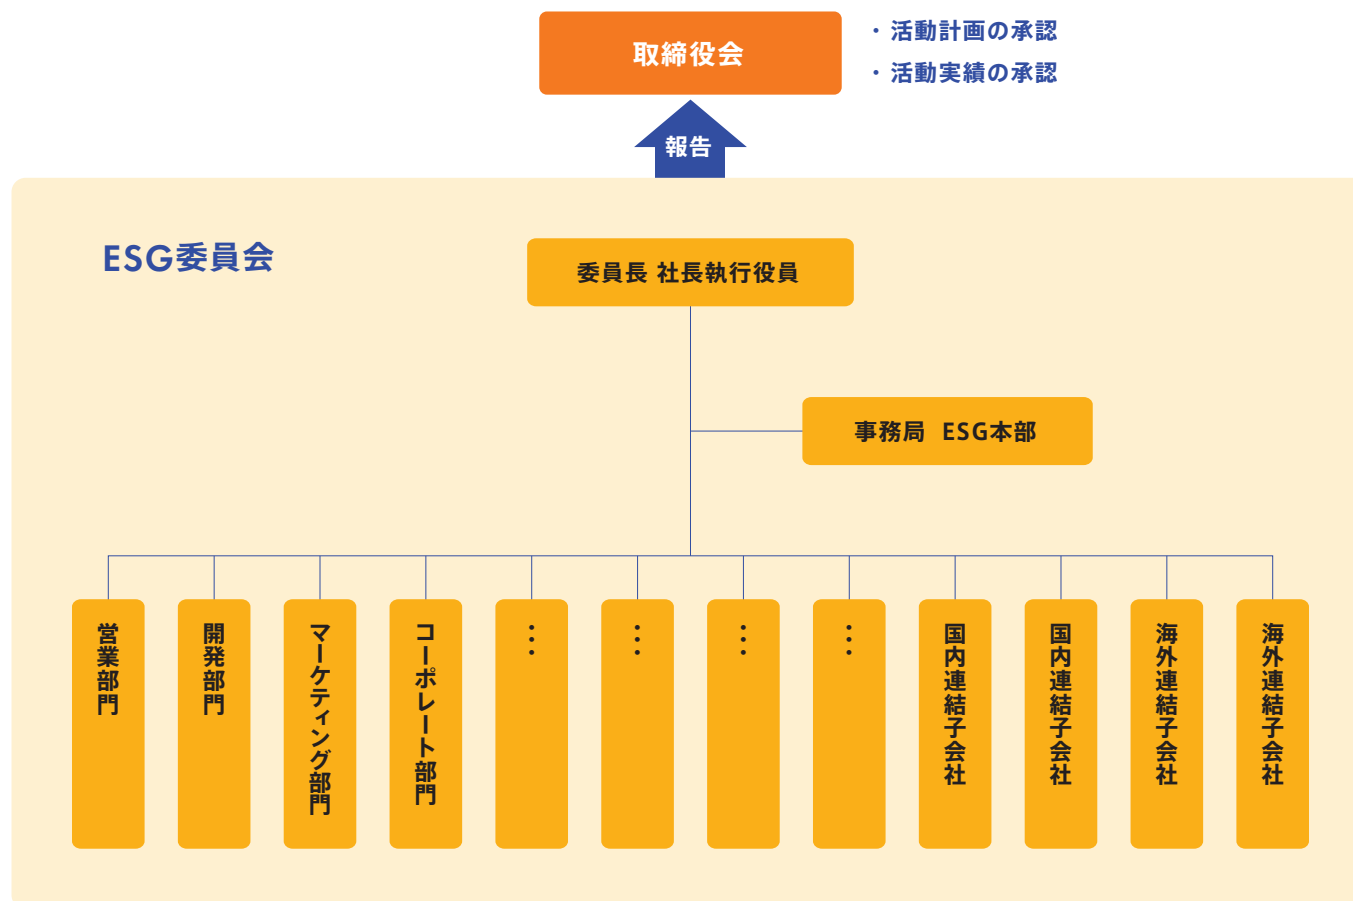 取締役会
・活動計画の承認
・活動実績の承認
報告
ESG委員会
委員長 社長執行役員
事務局 ESG本部
営業部門
開発部門
マーケティング部門
コーポレート部門
…
…
…
…
国内連結子会社
国内連結子会社
海外連結子会社
海外連結子会社